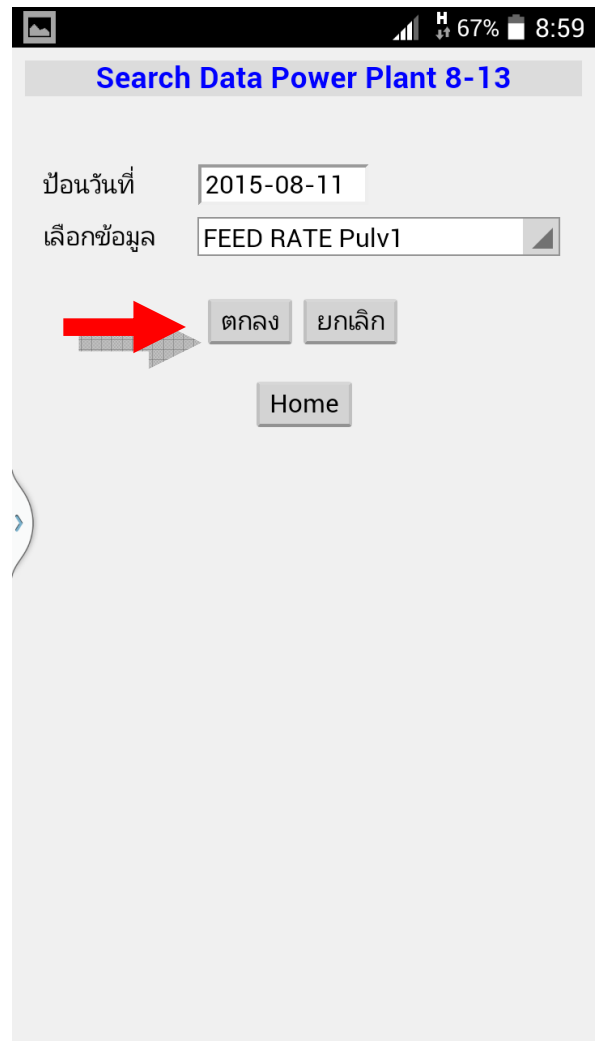 H 67% 8:59
Search Data Power Plant 8-13
ป้อนวันที่ 2015-08-11
เลือกข้อมูล FEED RATE Pulv1
ตกลง ยกเลิก
Home